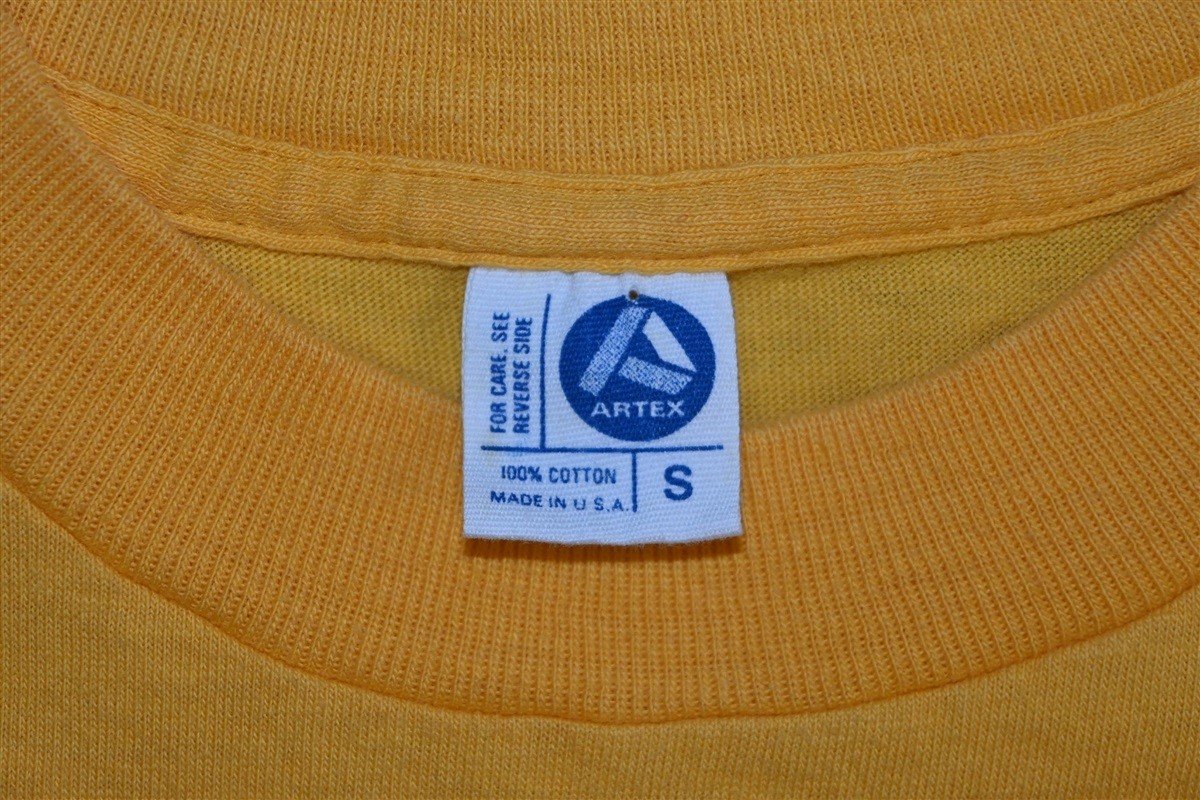 FOR CARE, SEE
REVERSE SIDE
ARTEX
100% COTTON
MADE IN U S.A.
S